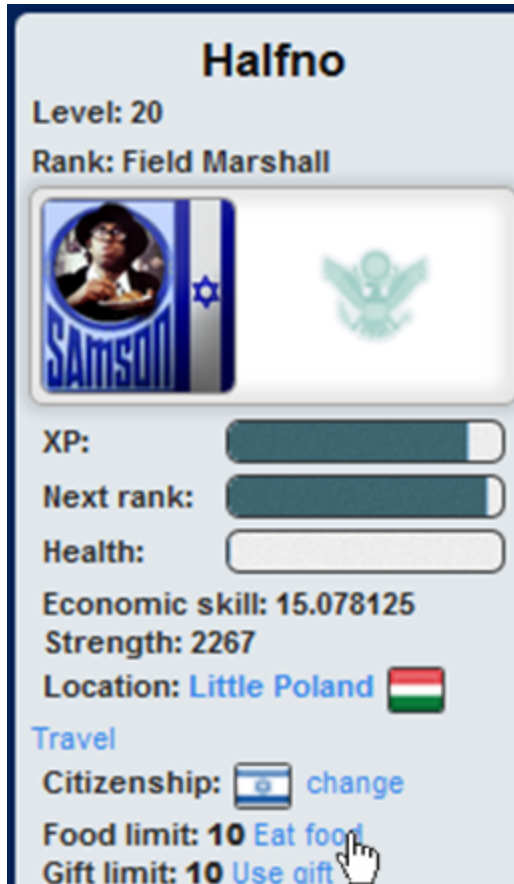 Halfno
Level: 20
Rank: Field Marshall
SAMSON
XP:
Next rank:
Health:
Economic skill: 15.078125
Strength: 2267
Location: Little Poland
Travel
Citizenship: change
Food limit: 10 Eat food
Gift limit: 10 Use gift